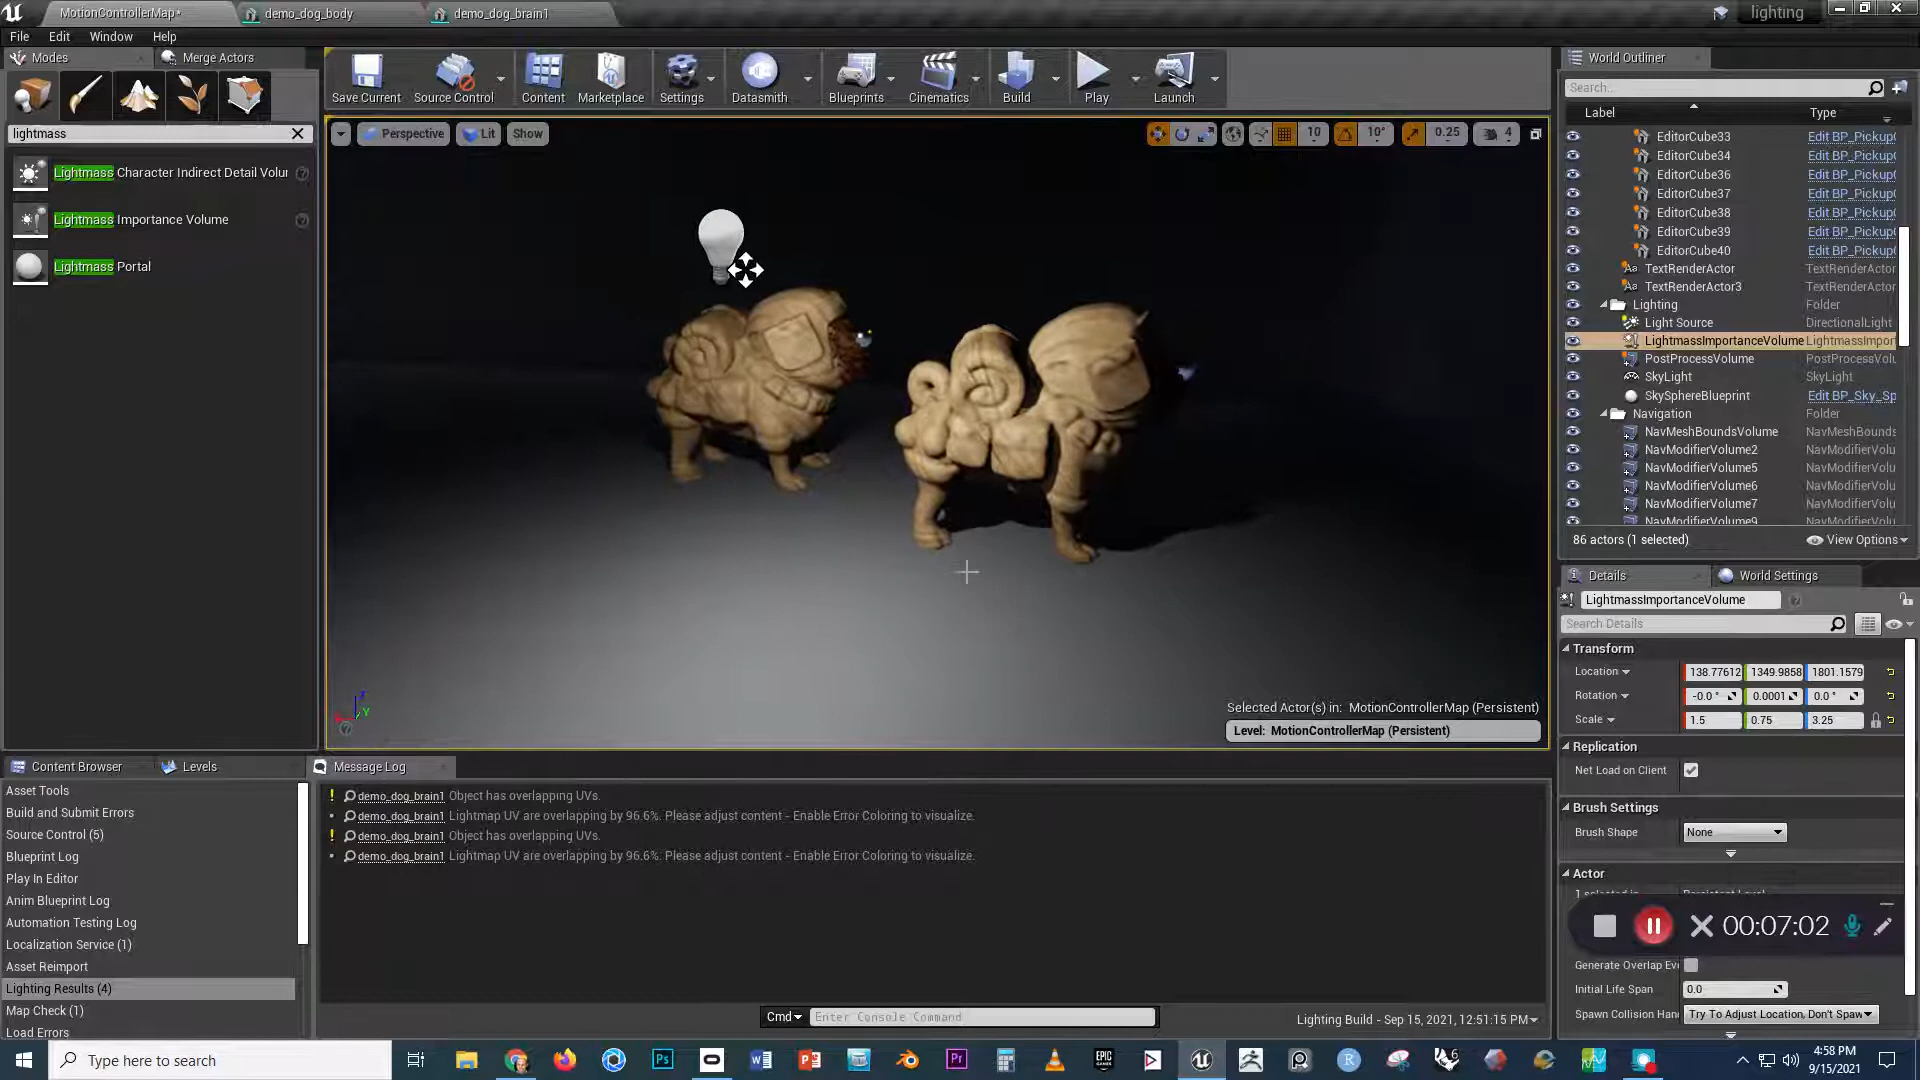 MotionControllerMap*
demo_dog_body
demo_dog_brain1
lighting
File Edit Window Help
Modes
Merge Actors
lightmass
Lightmass Character Indirect Detail Volur
Lightmass Importance Volume
Lightmass Portal
Save Current
Source Control
Content
Marketplace
Settings
Datasmith
Blueprints
Cinematics
Build
Play
Launch
Perspective
Lit
Show
10
10°
0.25
4
Selected Actor(s) in: MotionControllerMap (Persistent)
Level: MotionControllerMap (Persistent)
World Outliner
Search...
Label Type
EditorCube33 Edit BP_Pickup
EditorCube34 Edit BP_Pickup
EditorCube36 Edit BP_Pickup
EditorCube37 Edit BP_Pickup
EditorCube38 Edit BP_Pickup
EditorCube39 Edit BP_Pickup
EditorCube40 Edit BP_Pickup
TextRenderActor TextRenderActor
TextRenderActor3 TextRenderActor
Lighting Folder
Light Source DirectionalLight
LightmassImportanceVolume LightmassImpor
PostProcessVolume PostProcessVolu
SkyLight SkyLight
SkySphereBlueprint Edit BP_Sky_Sp
Navigation Folder
NavMeshBoundsVolume NavMeshBounds
NavModifierVolume2 NavModifierVolu
NavModifierVolume5 NavModifierVolu
NavModifierVolume6 NavModifierVolu
NavModifierVolume7 NavModifierVolu
NavModifierVolume9 NavModifierVolu
86 actors (1 selected)
View Options
Details
World Settings
LightmassImportanceVolume
Search Details
Transform
Location 138.77612 1349.9858 1801.1579
Rotation -0.0 ° 0.0001 0.0 °
Scale 1.5 0.75 3.25
Replication
Net Load on Client
Brush Settings
Brush Shape None
Actor
00:07:02
Generate Overlap Eve
Initial Life Span 0.0
Spawn Collision Hand Try To Adjust Location, Don't Spaw
Content Browser
Levels
Asset Tools
Build and Submit Errors
Source Control (5)
Blueprint Log
Play In Editor
Anim Blueprint Log
Automation Testing Log
Localization Service (1)
Asset Reimport
Lighting Results (4)
Map Check (1)
Load Errors
Message Log
demo_dog_brain1 Object has overlapping UVs.
demo_dog_brain1 Lightmap UV are overlapping by 96.6%. Please adjust content - Enable Error Coloring to visualize.
demo_dog_brain1 Object has overlapping UVs.
demo_dog_brain1 Lightmap UV are overlapping by 96.6%. Please adjust content - Enable Error Coloring to visualize.
Cmd
Enter Console Command
Lighting Build - Sep 15, 2021, 12:51:15 PM
Type here to search
4:58 PM
9/15/2021